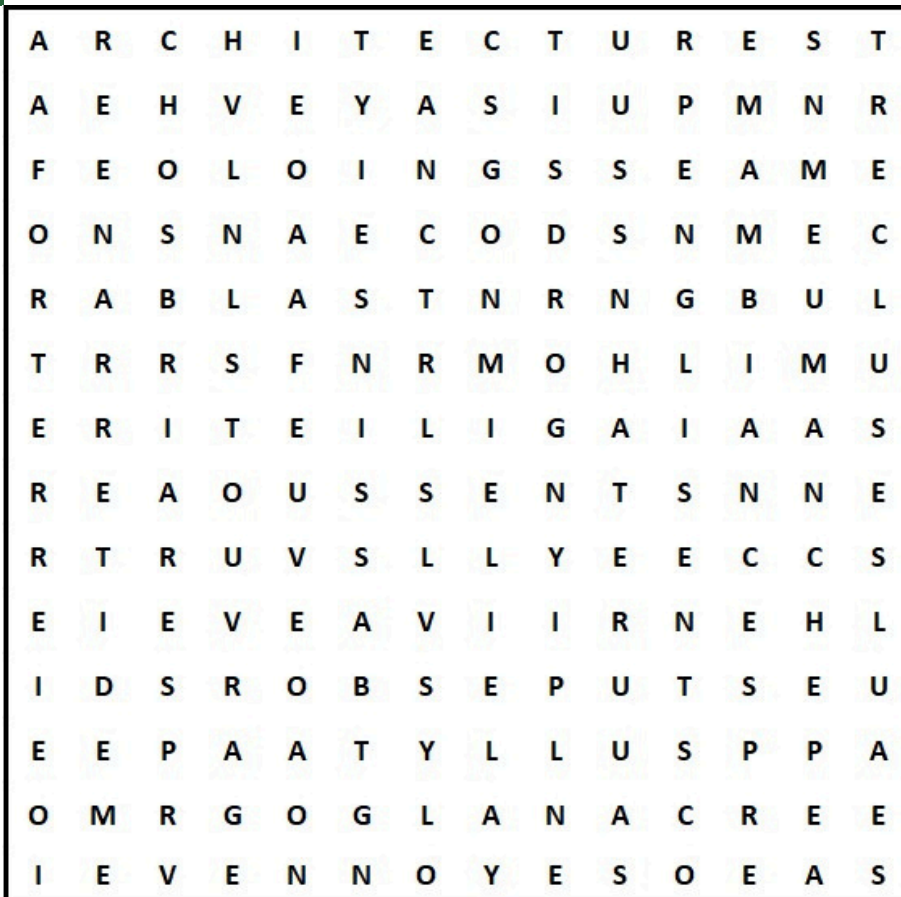 A R C H I T E C T U R E S T
A E H V E Y A S I U P M N R
F E O L O I N G S S E A M E
O N S N A E C O D S N M E C
R A B L A S T N R N G B U L
T R R S F N R M O H L I M U
E R I T E I L I G A I A A S
R E A O U S S E N T S N N E
R T R U V S L L Y E E C C S
E I E V E A V I I R N E H L
I D S R O B S E P U T S E U
E E P A A T Y L L U S P P A
O M R G O G L A N A C R E E
I E V E N N O Y E S O E A S